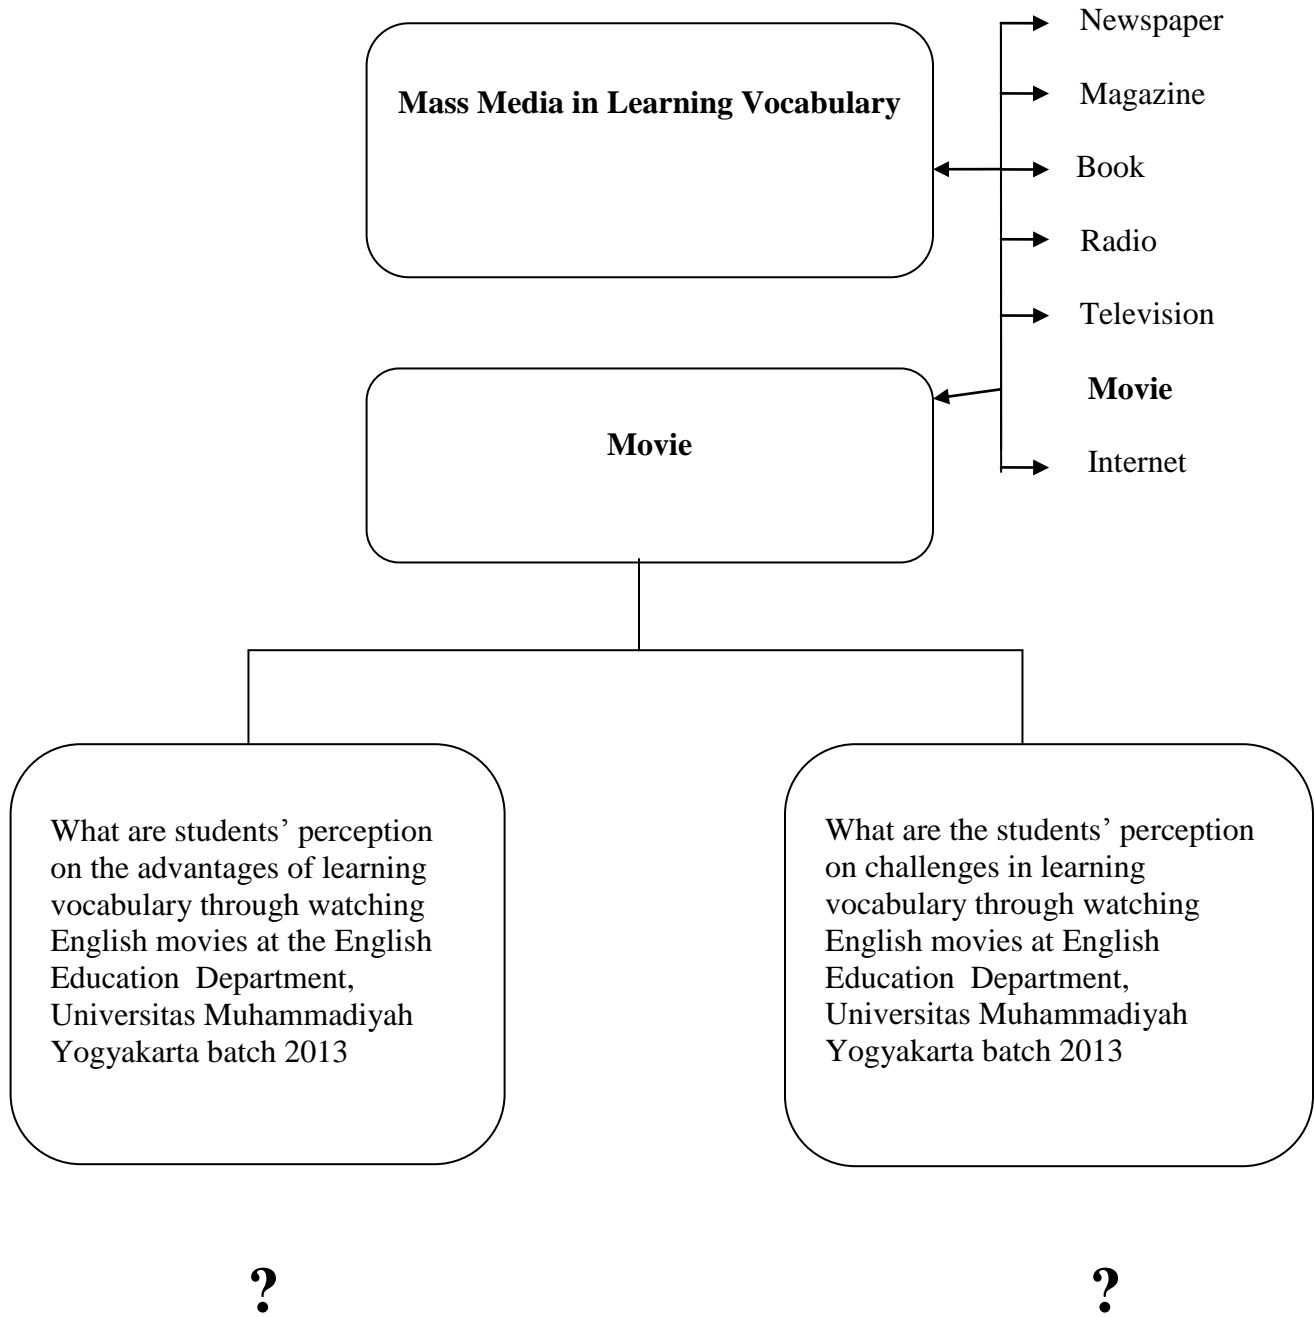 Newspaper
Mass Media in Learning Vocabulary
Magazine
Book
Radio
Television
Movie
Movie
Internet
What are students’ perception
on the advantages of learning
vocabulary through watching
English movies at the English
Education  Department,
Universitas Muhammadiyah
Yogyakarta batch 2013
What are the students’ perception
on challenges in learning
vocabulary through watching
English movies at English
Education  Department,
Universitas Muhammadiyah
Yogyakarta batch 2013
?
?